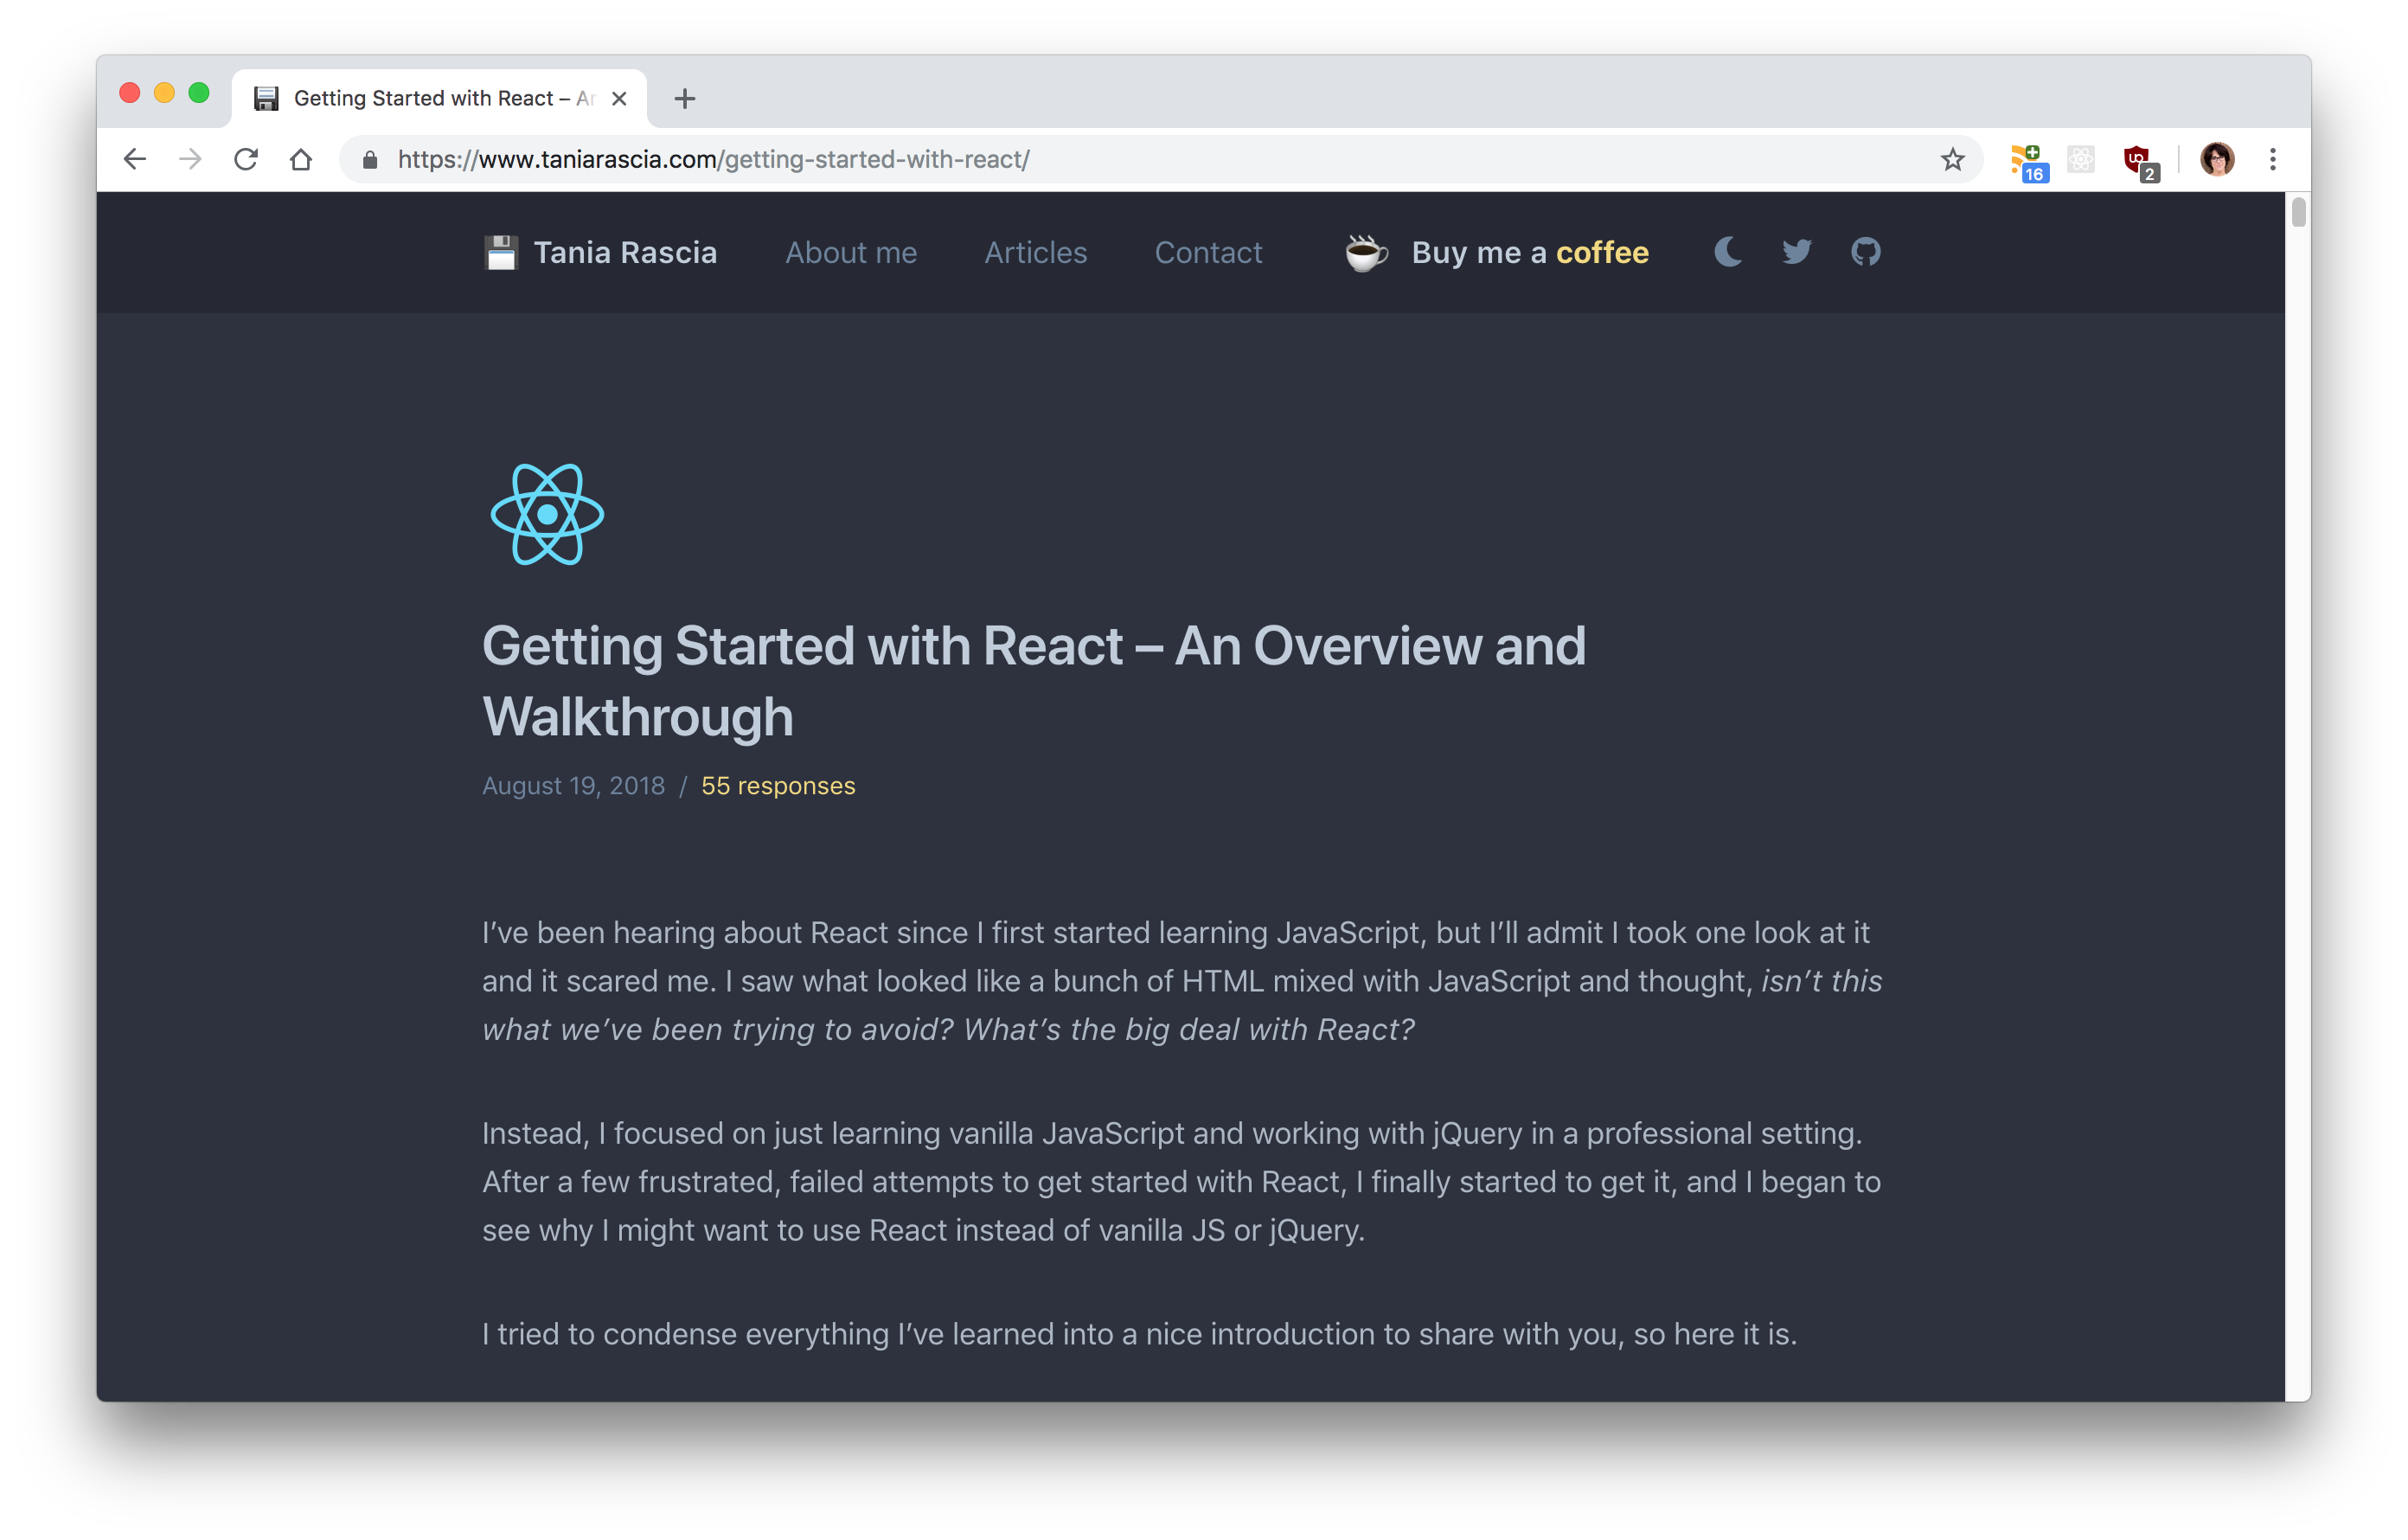 Getting Started with React – Ar
https://www.taniarascia.com/getting-started-with-react/
16
2
Tania Rascia About me Articles Contact Buy me a coffee
Getting Started with React – An Overview and
Walkthrough
August 19, 2018 / 55 responses
I’ve been hearing about React since I first started learning JavaScript, but I’ll admit I took one look at it
and it scared me. I saw what looked like a bunch of HTML mixed with JavaScript and thought, isn’t this
what we’ve been trying to avoid? What’s the big deal with React?
Instead, I focused on just learning vanilla JavaScript and working with jQuery in a professional setting.
After a few frustrated, failed attempts to get started with React, I finally started to get it, and I began to
see why I might want to use React instead of vanilla JS or jQuery.
I tried to condense everything I’ve learned into a nice introduction to share with you, so here it is.